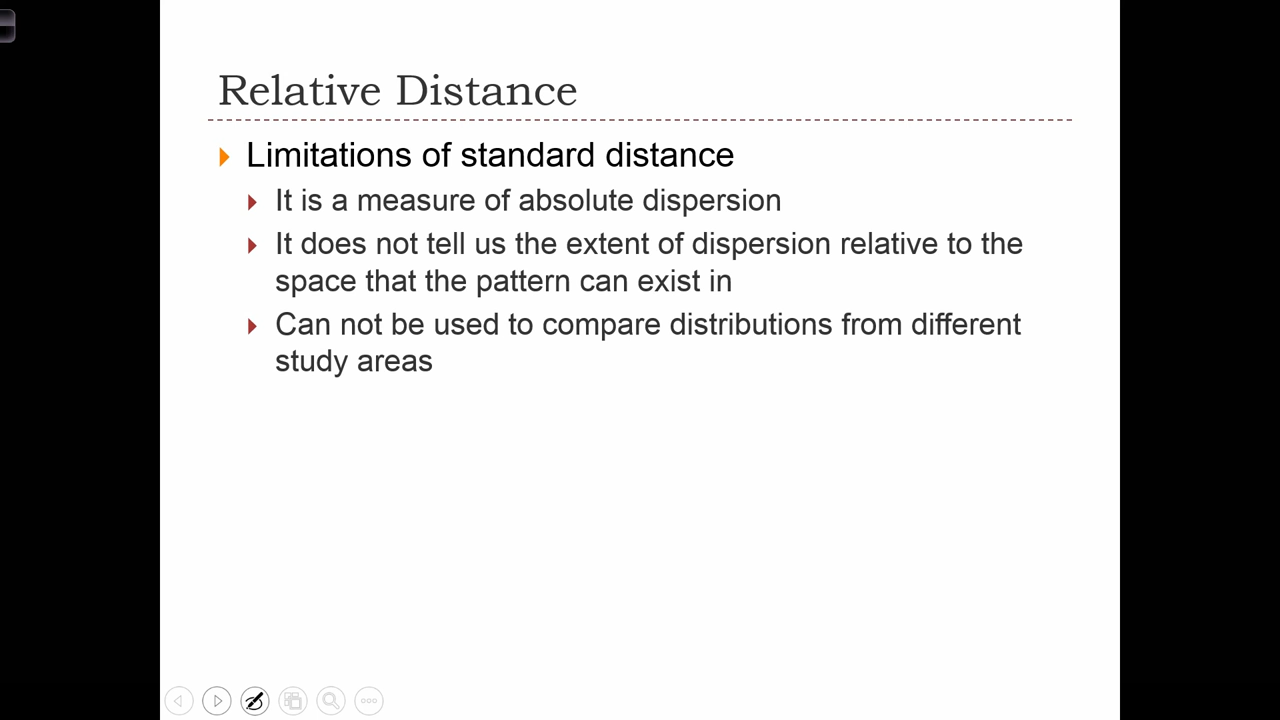 Relative Distance
Limitations of standard distance
It is a measure of absolute dispersion
It does not tell us the extent of dispersion relative to the
space that the pattern can exist in
Can not be used to compare distributions from different
study areas